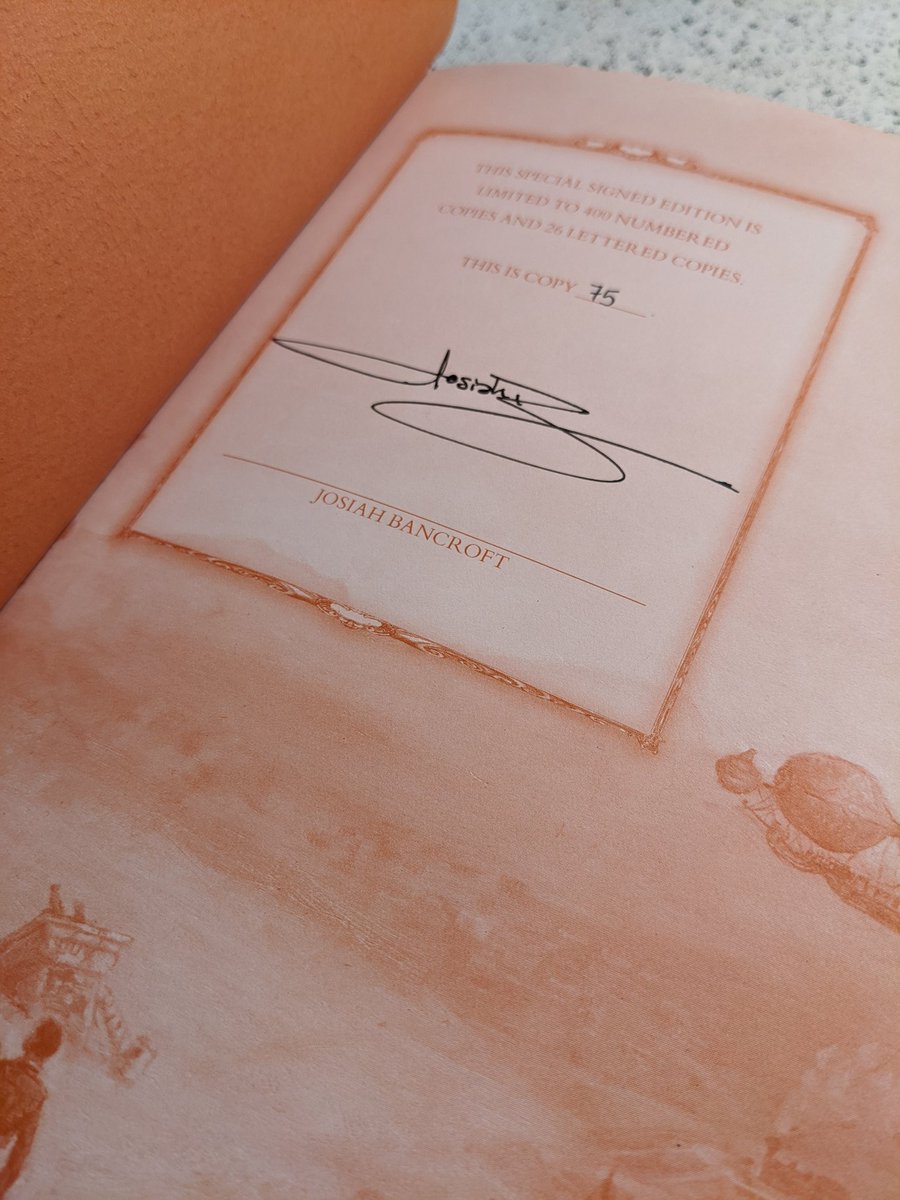 THIS SPECIAL SIGNED EDITION IS
LIMITED TO 400 NUMBERED
COPIES AND 26 LETTERED COPIES.
THIS IS COPY 75.
Josiah B
JOSIAH BANCROFT